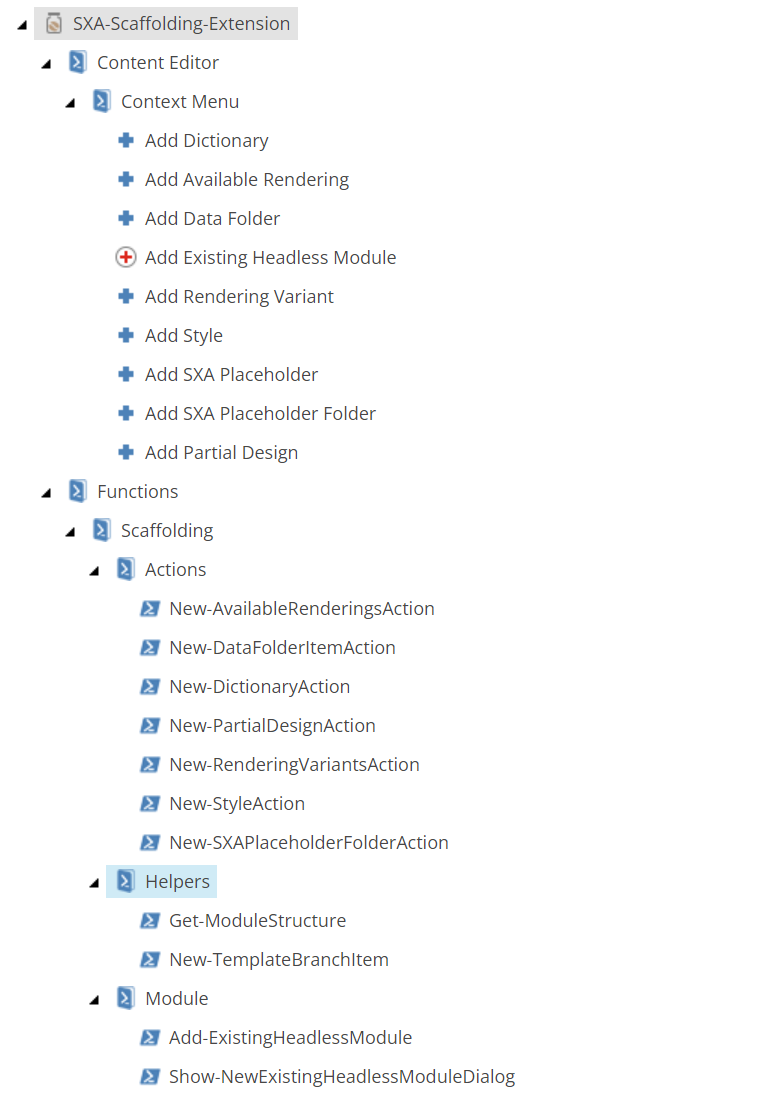 SXA-Scaffolding-Extension
Content Editor
Context Menu
Add Dictionary
Add Available Rendering
Add Data Folder
Add Existing Headless Module
Add Rendering Variant
Add Style
Add SXA Placeholder
Add SXA Placeholder Folder
Add Partial Design
Functions
Scaffolding
Actions
New-AvailableRenderingsAction
New-DataFolderItemAction
New-DictionaryAction
New-PartialDesignAction
New-RenderingVariantsAction
New-StyleAction
New-SXAPlaceholderFolderAction
Helpers
Get-ModuleStructure
New-TemplateBranchItem
Module
Add-ExistingHeadlessModule
Show-NewExistingHeadlessModuleDialog